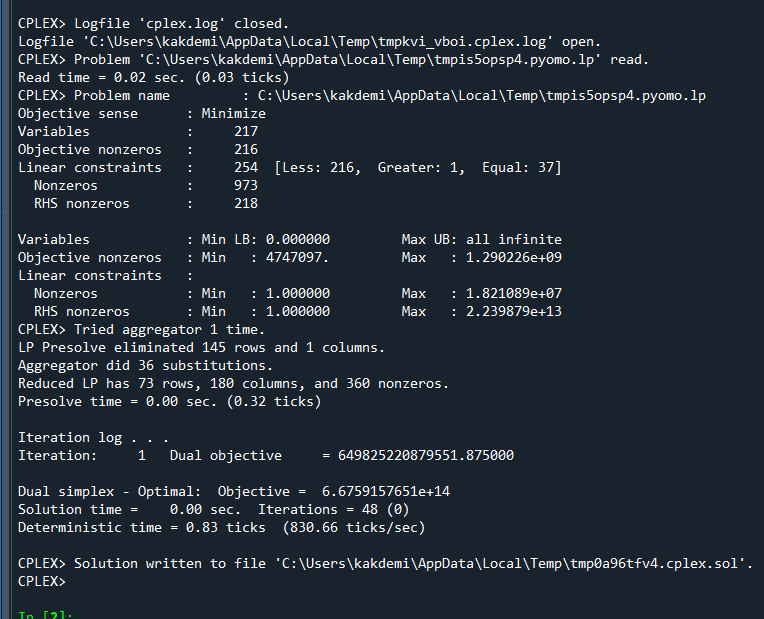 CPLEX> Logfile 'cplex.log' closed.
Logfile 'C:\Users\kakdemi\AppData\Local\Temp\tmpkvi_vboi.cplex.log' open.
CPLEX> Problem 'C:\Users\kakdemi\AppData\Local\Temp\tmpis5opsp4.pyomo.lp' read.
Read time = 0.02 sec. (0.03 ticks)
CPLEX> Problem name         : C:\Users\kakdemi\AppData\Local\Temp\tmpis5opsp4.pyomo.lp
Objective sense      : Minimize
Variables            :     217
Objective nonzeros   :     216
Linear constraints   :     254  [Less: 216,  Greater: 1,  Equal: 37]
  Nonzeros           :     973
  RHS nonzeros       :     218

Variables            : Min LB: 0.000000         Max UB: all infinite
Objective nonzeros   : Min   : 4747097.         Max   : 1.290226e+09
Linear constraints   :
  Nonzeros           : Min   : 1.000000         Max   : 1.821089e+07
  RHS nonzeros       : Min   : 1.000000         Max   : 2.239879e+13
CPLEX> Tried aggregator 1 time.
LP Presolve eliminated 145 rows and 1 columns.
Aggregator did 36 substitutions.
Reduced LP has 73 rows, 180 columns, and 360 nonzeros.
Presolve time = 0.00 sec. (0.32 ticks)

Iteration log . . .
Iteration:     1   Dual objective     = 649825220879551.875000

Dual simplex - Optimal:  Objective =  6.6759157651e+14
Solution time =    0.00 sec.  Iterations = 48 (0)
Deterministic time = 0.83 ticks  (830.66 ticks/sec)

CPLEX> Solution written to file 'C:\Users\kakdemi\AppData\Local\Temp\tmp0a96tfv4.cplex.sol'.
CPLEX>

In [2]: